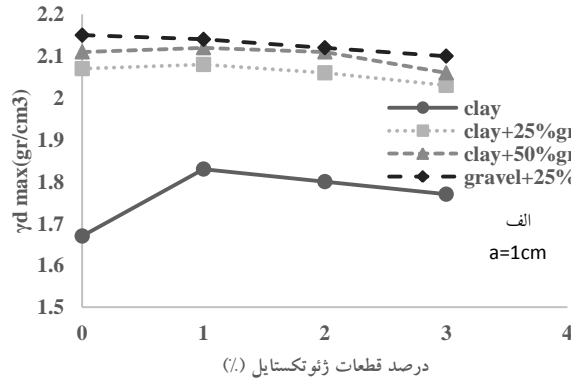 2.2
2.1
2
1.9
1.8
1.7
1.6
1.5
γd max(gr/cm3)
0 1 2 3 4
درصد قطعات ژئوتکستایل (٪)
clay
clay+25%gr
clay+50%gr
gravel+25%
الف
a=1cm